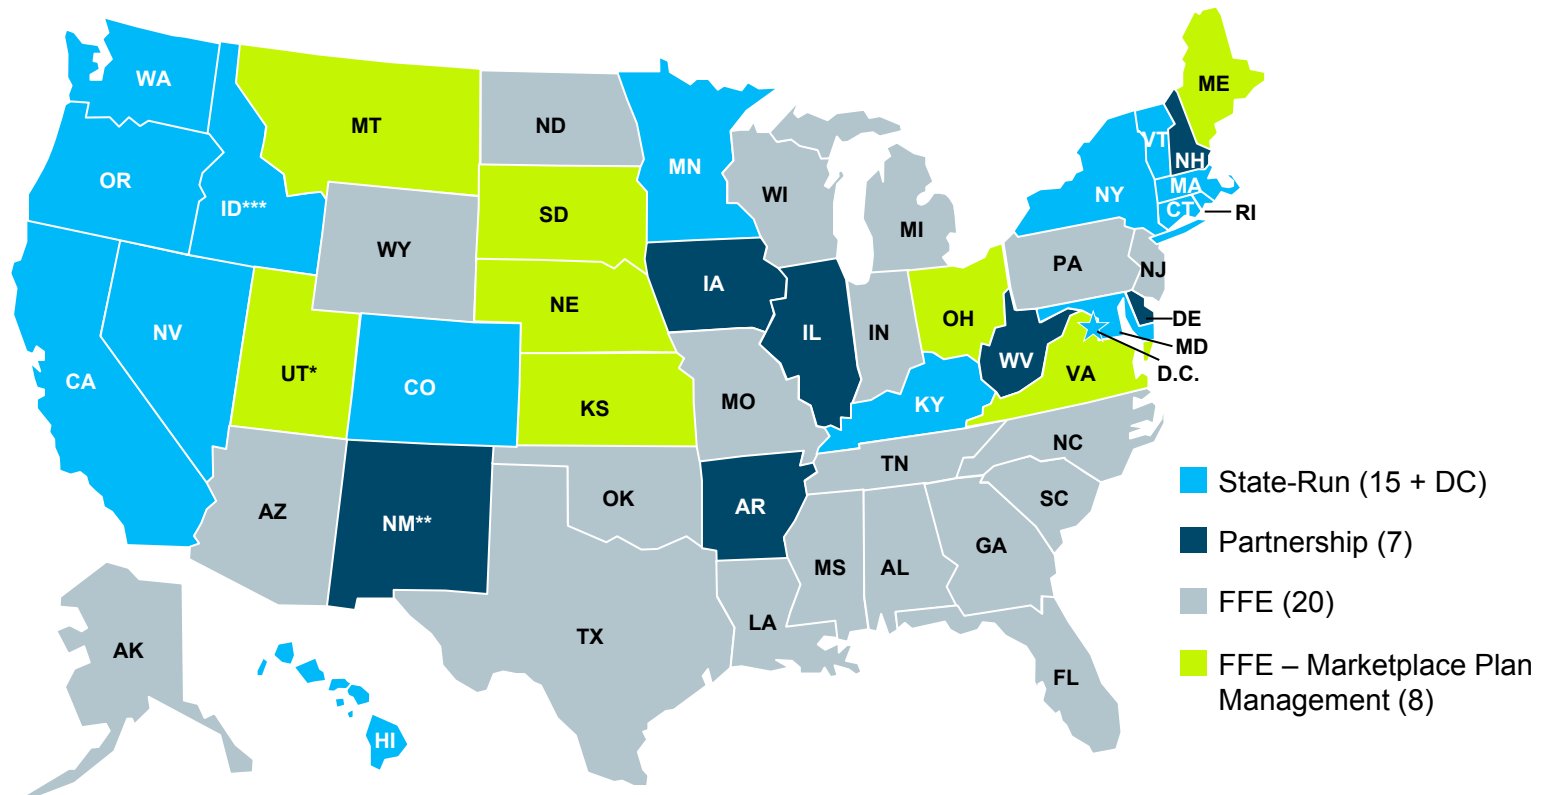 WA
MT
ND
MN
ME
VT
NH
OR
ID***
SD
WI
NY
MA
CT
RI
WY
MI
IA
NE
PA
NJ
NV
IL
IN
OH
DE
MD
D.C.
WV
VA
CA
UT*
CO
KS
MO
KY
NC
TN
AZ
NM**
OK
AR
SC
GA
MS
AL
TX
LA
AK
FL
HI
State-Run (15 + DC)
Partnership (7)
FFE (20)
FFE – Marketplace Plan
Management (8)